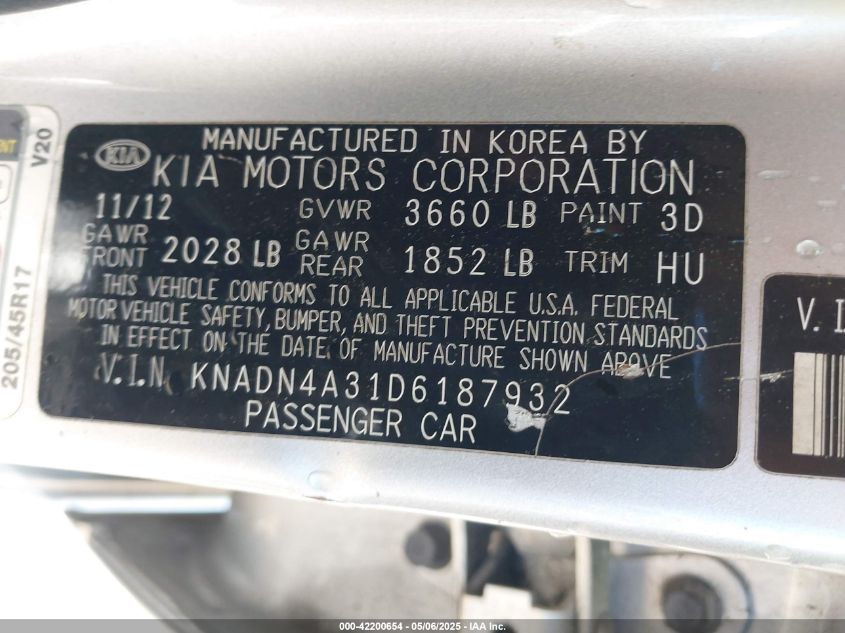 MANUFACTURED IN KOREA BY
KIA
KIA MOTORS CORPORATION
11/12 GVWR 3660 LB PAINT 3D
GAWR FRONT 2028 LB GAWR REAR 1852 LB TRIM HU
THIS VEHICLE CONFORMS TO ALL APPLICABLE U.S.A. FEDERAL
MOTOR VEHICLE SAFETY, BUMPER, AND THEFT PREVENTION STANDARDS
IN EFFECT ON THE DATE OF MANUFACTURE SHOWN ABOVE
V.I.N. KNADN4A31D6187932
PASSENGER CAR
V20
205/45R17
V. I
000-42200654 - 05/06/2025 - IAA Inc.